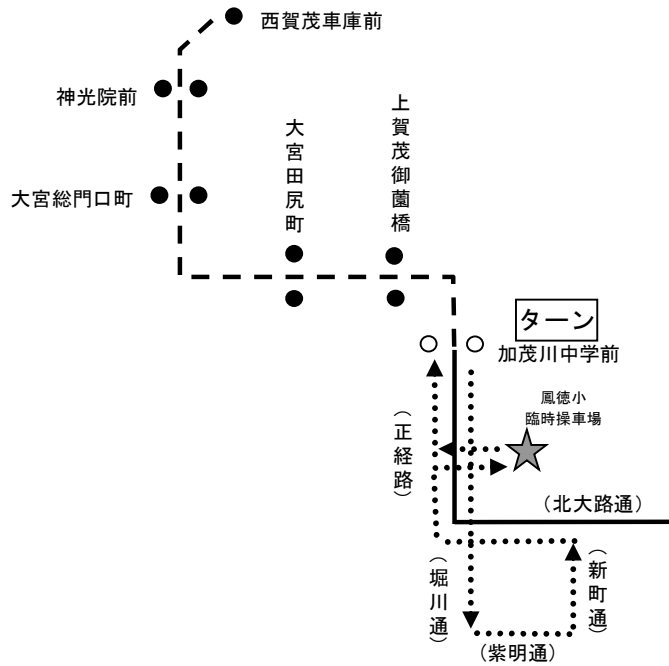 西賀茂車庫前
神光院前
大宮総門口町
大宮田尻町
上賀茂御薗橋
ターン
加茂川中学前
鳳徳小
臨時操車場
（正経路）
（北大路通）
（堀川通）
（新町通）
（紫明通）